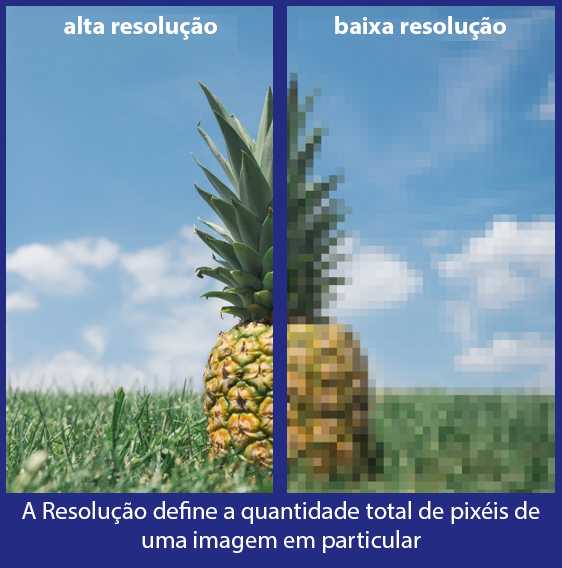 alta resolução
baixa resolução
A Resolução define a quantidade total de pixéis de
uma imagem em particular